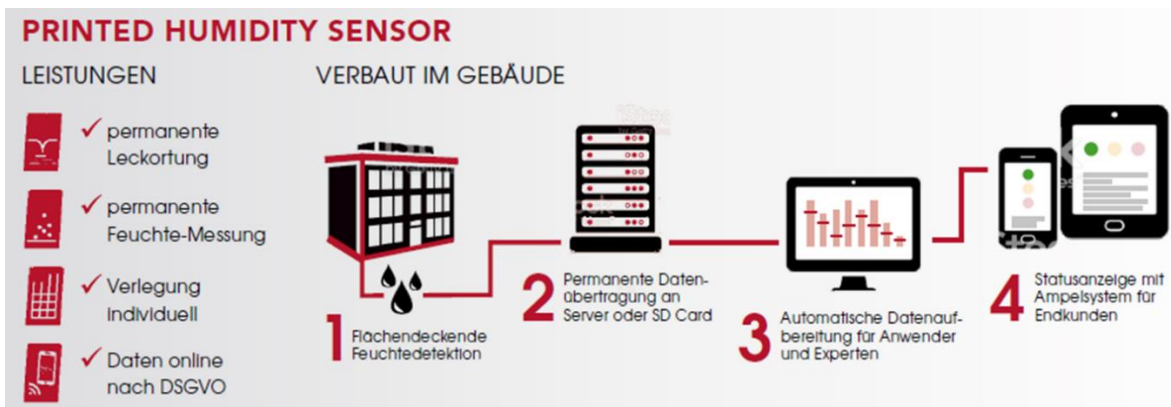 PRINTED HUMIDITY SENSOR
LEISTUNGEN
permanente
Leckortung
permanente
Feuchte-Messung
Verlegung
individuell
Daten online
nach DSGVO
VERBAUT IM GEBÄUDE
1 Flächendeckende
Feuchtedetektion
2 Permanente Daten-
übertragung an
Server oder SD Card
3 Automatische Datenauf-
bereitung für Anwender
und Experten
4 Statusanzeige mit
Ampelsystem für
Endkunden